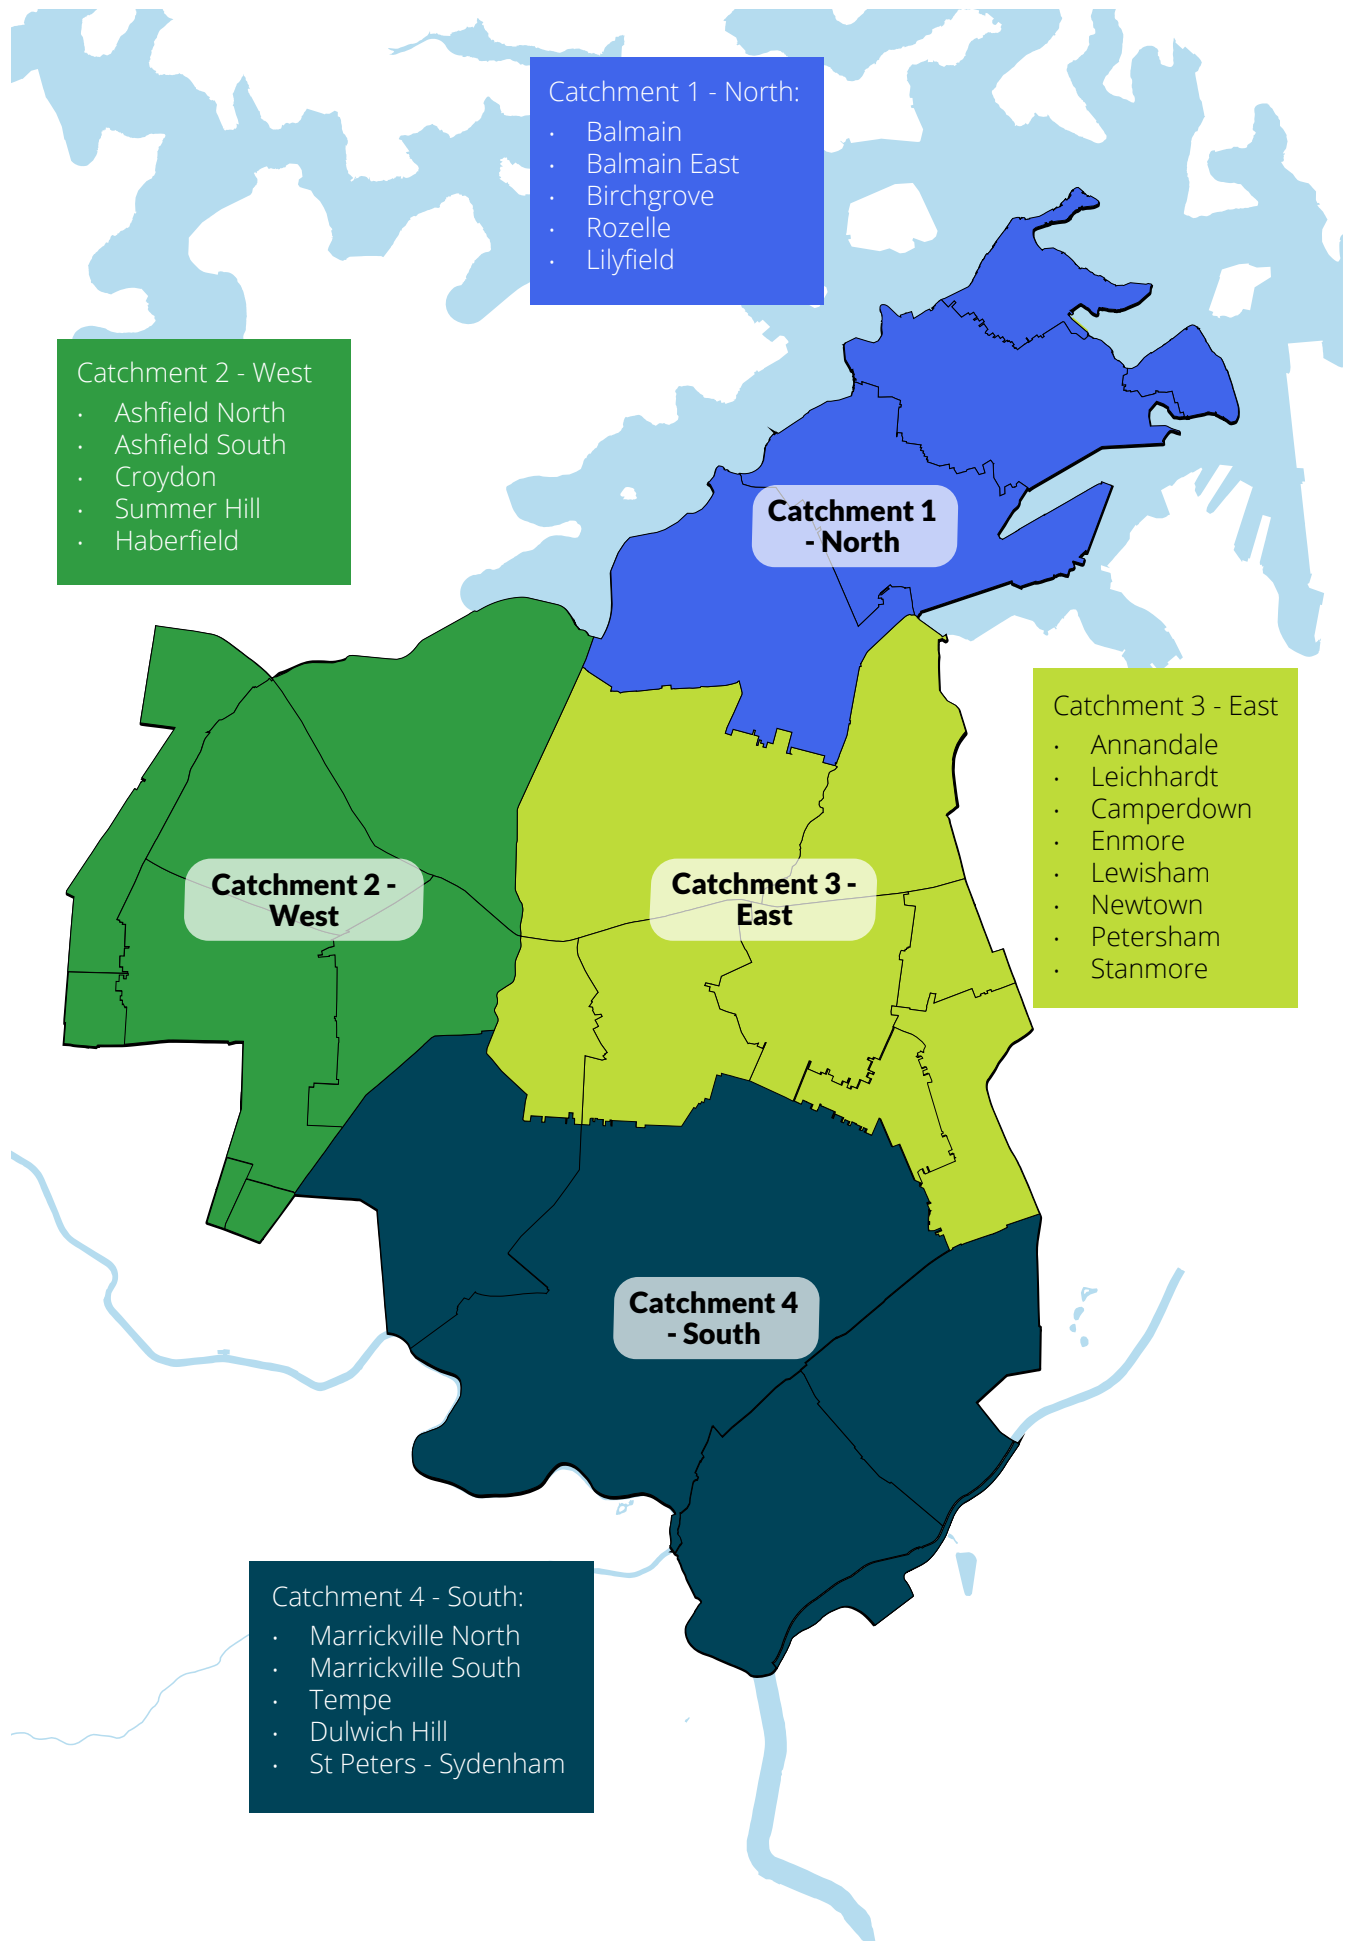 Catchment 1 - North:
· Balmain
· Balmain East
· Birchgrove
· Rozelle
· Lilyfield
Catchment 2 - West
· Ashfield North
· Ashfield South
· Croydon
· Summer Hill
· Haberfield
Catchment 1
- North
Catchment 3 - East
· Annandale
· Leichhardt
· Camperdown
· Enmore
· Lewisham
· Newtown
· Petersham
· Stanmore
Catchment 2 -
West
Catchment 3 -
East
Catchment 4
- South
Catchment 4 - South:
· Marrickville North
· Marrickville South
· Tempe
· Dulwich Hill
· St Peters - Sydenham